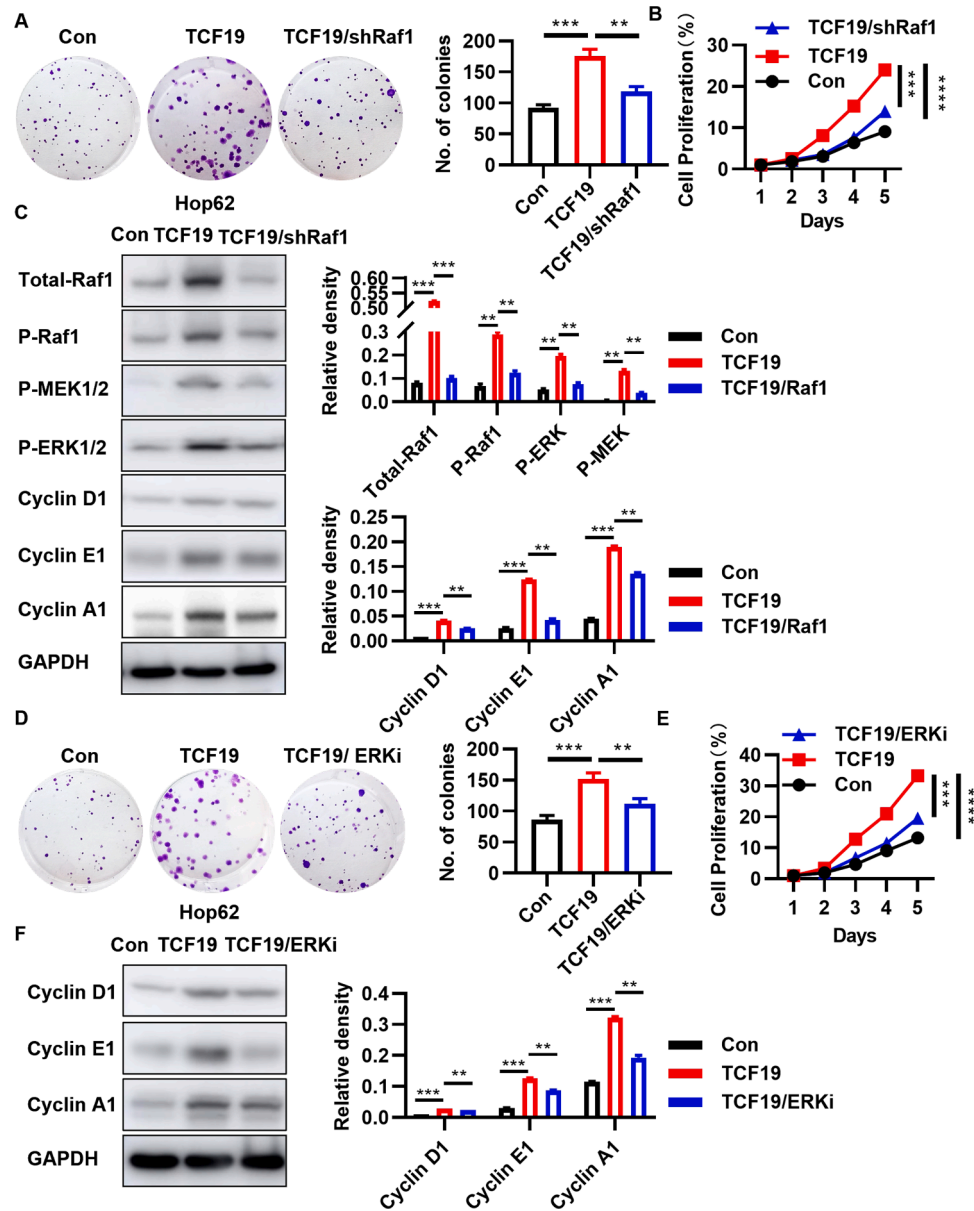 A
Con
TCF19
TCF19/shRaf1
Hop62
No. of colonies
200
150
100
50
0
***
**
Con
TCF19
TCF19/shRaf1
B
TCF19/shRaf1
TCF19
Con
Cell Proliferation(%)
30
20
10
0
1 2 3 4 5
Days
***
****
C
Con TCF19 TCF19/shRaf1
Total-Raf1
P-Raf1
P-MEK1/2
P-ERK1/2
Cyclin D1
Cyclin E1
Cyclin A1
GAPDH
Relative density
0.60
0.55
0.50
0.3
0.2
0.1
0.0
*** ***
** **
** **
** **
Total-Raf1
P-Raf1
P-ERK
P-MEK
Con
TCF19
TCF19/Raf1
Relative density
0.25
0.20
0.15
0.10
0.05
0.00
*** **
*** **
*** **
Cyclin D1
Cyclin E1
Cyclin A1
Con
TCF19
TCF19/Raf1
D
Con
TCF19
TCF19/ ERKi
Hop62
No. of colonies
200
150
100
50
0
***
**
Con
TCF19
TCF19/ERKi
E
TCF19/ERKi
TCF19
Con
Cell Proliferation(%)
40
30
20
10
0
1 2 3 4 5
Days
***
****
F
Con TCF19 TCF19/ERKi
Cyclin D1
Cyclin E1
Cyclin A1
GAPDH
Relative density
0.4
0.3
0.2
0.1
0.0
*** **
*** **
*** **
Cyclin D1
Cyclin E1
Cyclin A1
Con
TCF19
TCF19/ERKi